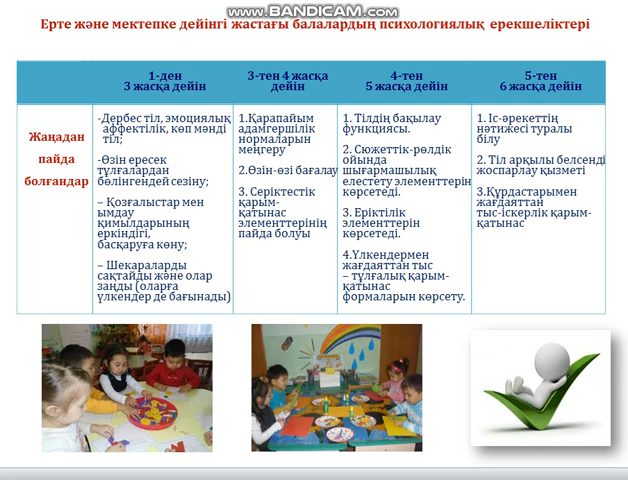 www.BANDICAM.com
Ерте және мектепке дейінгі жастағы балалардың психологиялық ерекшеліктері
1-ден
3 жасқа дейін
3-тен 4 жасқа
дейін
4-тен
5 жасқа дейін
5-тен
6 жасқа дейін
Жаңадан
пайда
болғандар
-Дербес тіл, эмоциялық
аффектілік, көп мәнді
тіл;
-Өзін ересек
тұлғалардан
бөлінгендей сезіну;
– Қозғалыстар мен
ымдау
қимылдарының
еркіндігі,
басқаруға көну;
– Шекараларды
сақтайды және олар
заңды (оларға
үлкендер де бағынады)
1.Қарапайым
адамгершілік
нормаларын
меңгеру
2.Өзін-өзі бағалау
3. Серіктестік
қарым-
қатынас
элементтерінің
пайда болуы
1. Тілдің бақылау
функциясы.
2. Сюжеттік-рөлдік
ойында
шығармашылық
елестету элементтерін
көрсетеді.
3. Еріктілік
элементтерін
көрсетеді.
4.Үлкендермен
жағдаяттан тыс
– тұлғалық қарым-
қатынас
формаларын көрсету.
1. Іс-әрекеттің
нәтижесі туралы
білу
2. Тіл арқылы белсенді
жоспарлау қызметі
3.Құрдастарымен
жағдаяттан
тыс-іскерлік қарым-
қатынас